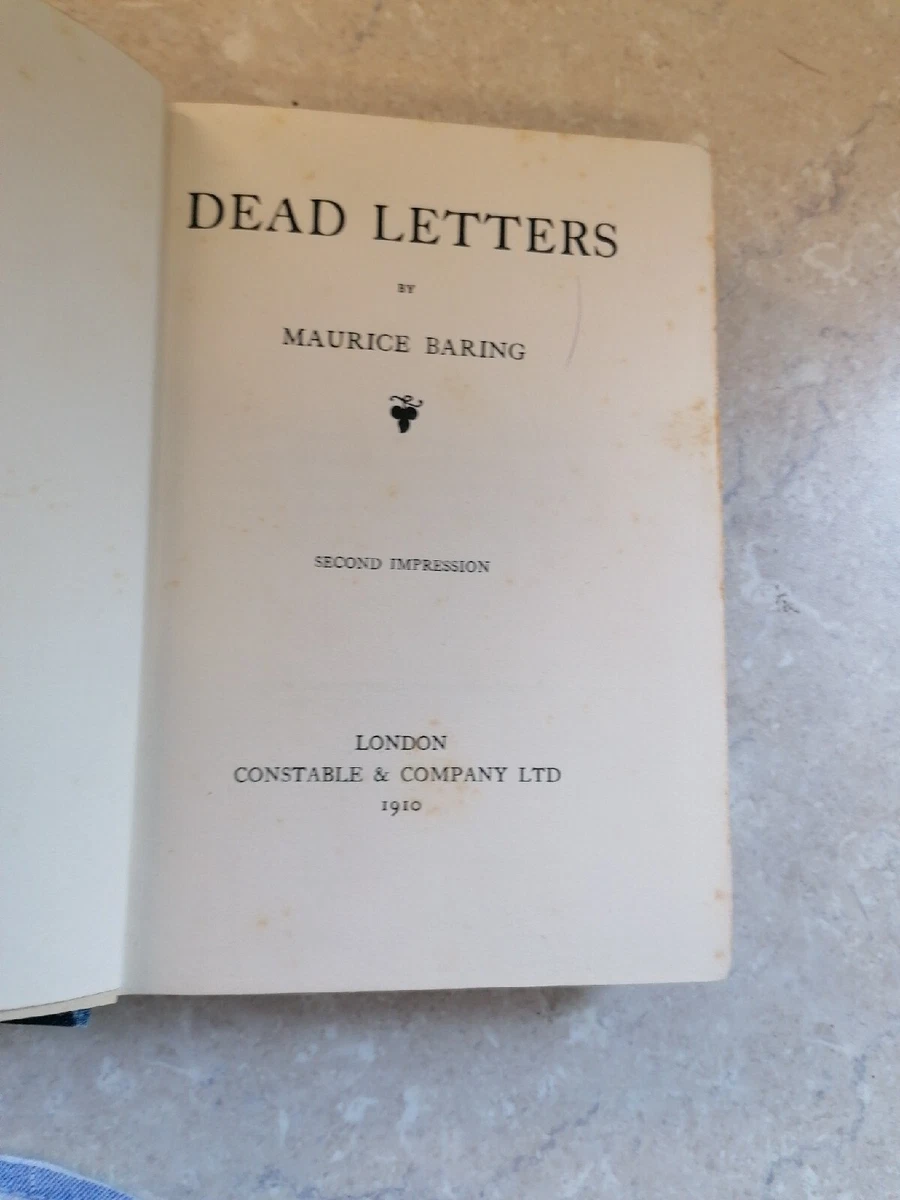 DEAD LETTERS
BY
MAURICE BARING
SECOND IMPRESSION
LONDON
CONSTABLE & COMPANY LTD
1910